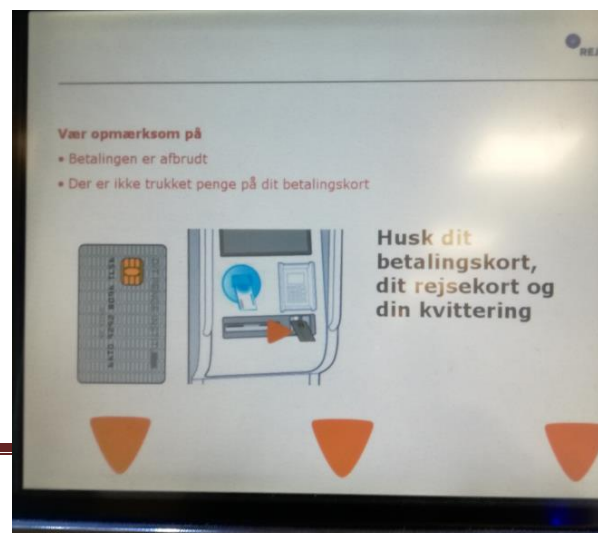 Vær opmærksom på
• Betalingen er afbrudt
• Der er ikke trukket penge på dit betalingskort
Husk dit
betalingskort,
dit rejsekort og
din kvittering